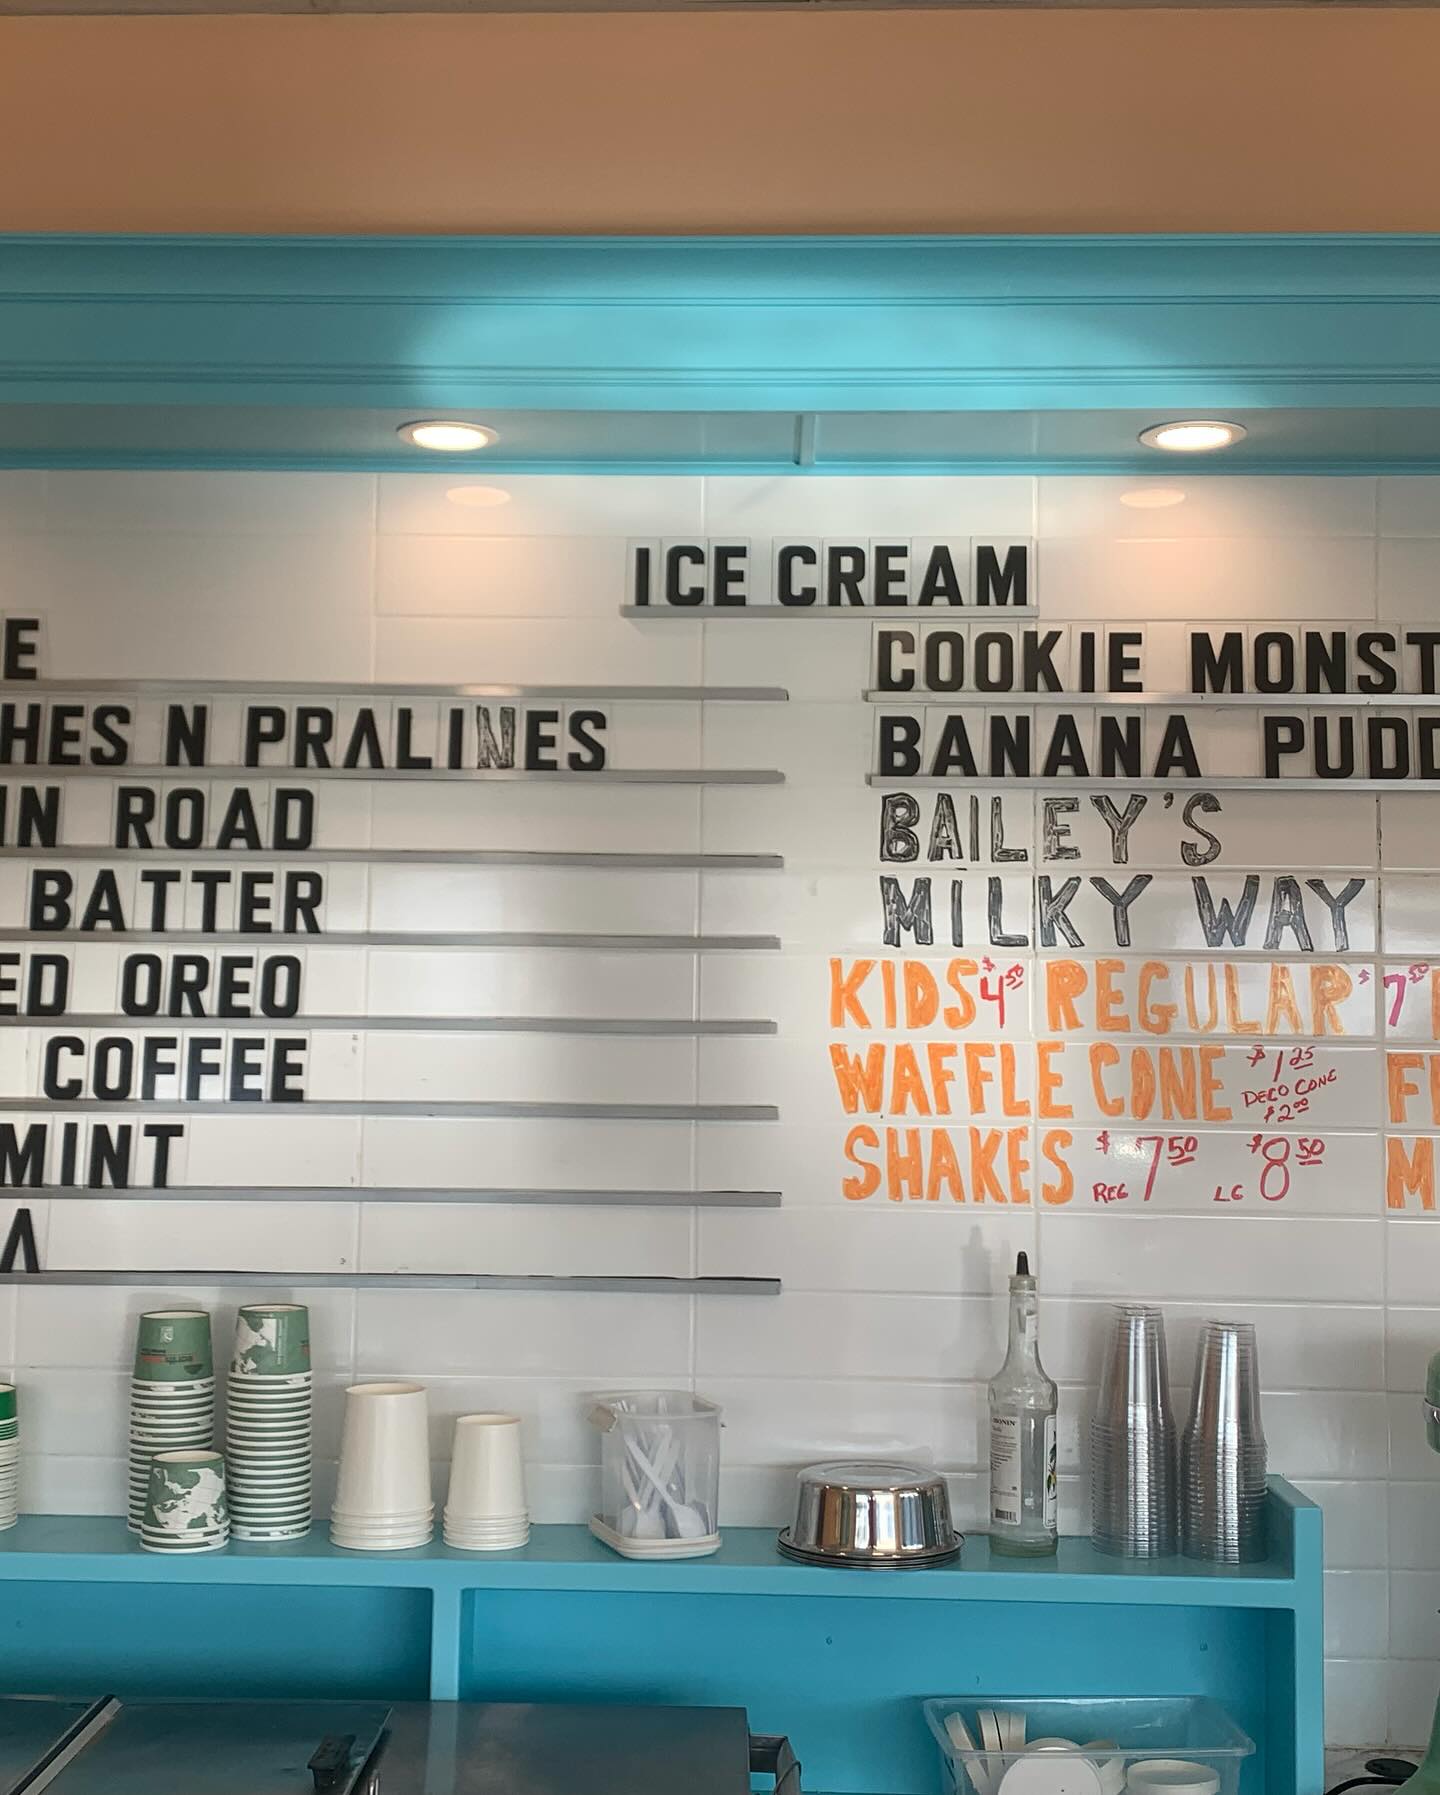 ICE CREAM
E
HES N PRALINES
IN ROAD
BATTER
ED OREO
COFFEE
MINT
A
COOKIE MONST
BANANA PUDD
BAILEY'S
MILKY WAY
KIDS $4.50 REGULAR $7.50
WAFFLE CONE $1.25
DECO CONE
$2.00
SHAKES REG $7.50 LG $8.50
MONIN